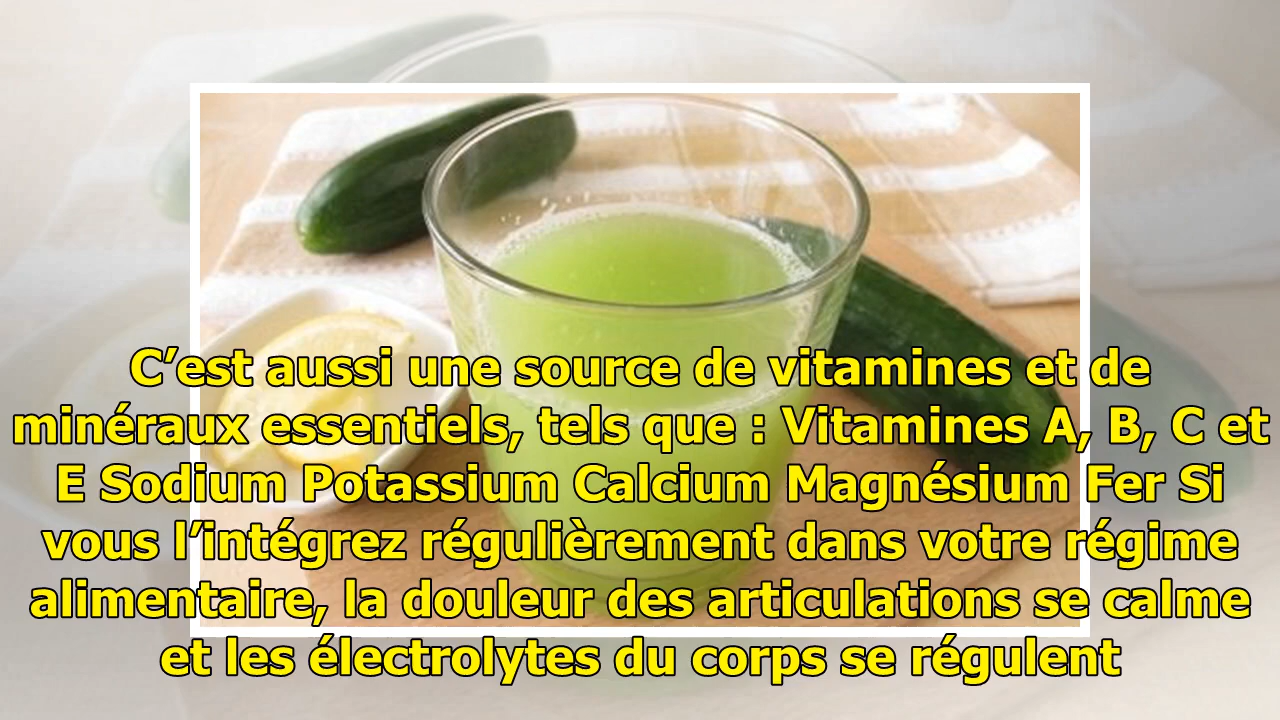 C’est aussi une source de vitamines et de
minéraux essentiels, tels que : Vitamines A, B, C et
E Sodium Potassium Calcium Magnésium Fer Si
vous l’intégrez régulièrement dans votre régime
alimentaire, la douleur des articulations se calme
et les électrolytes du corps se régulent